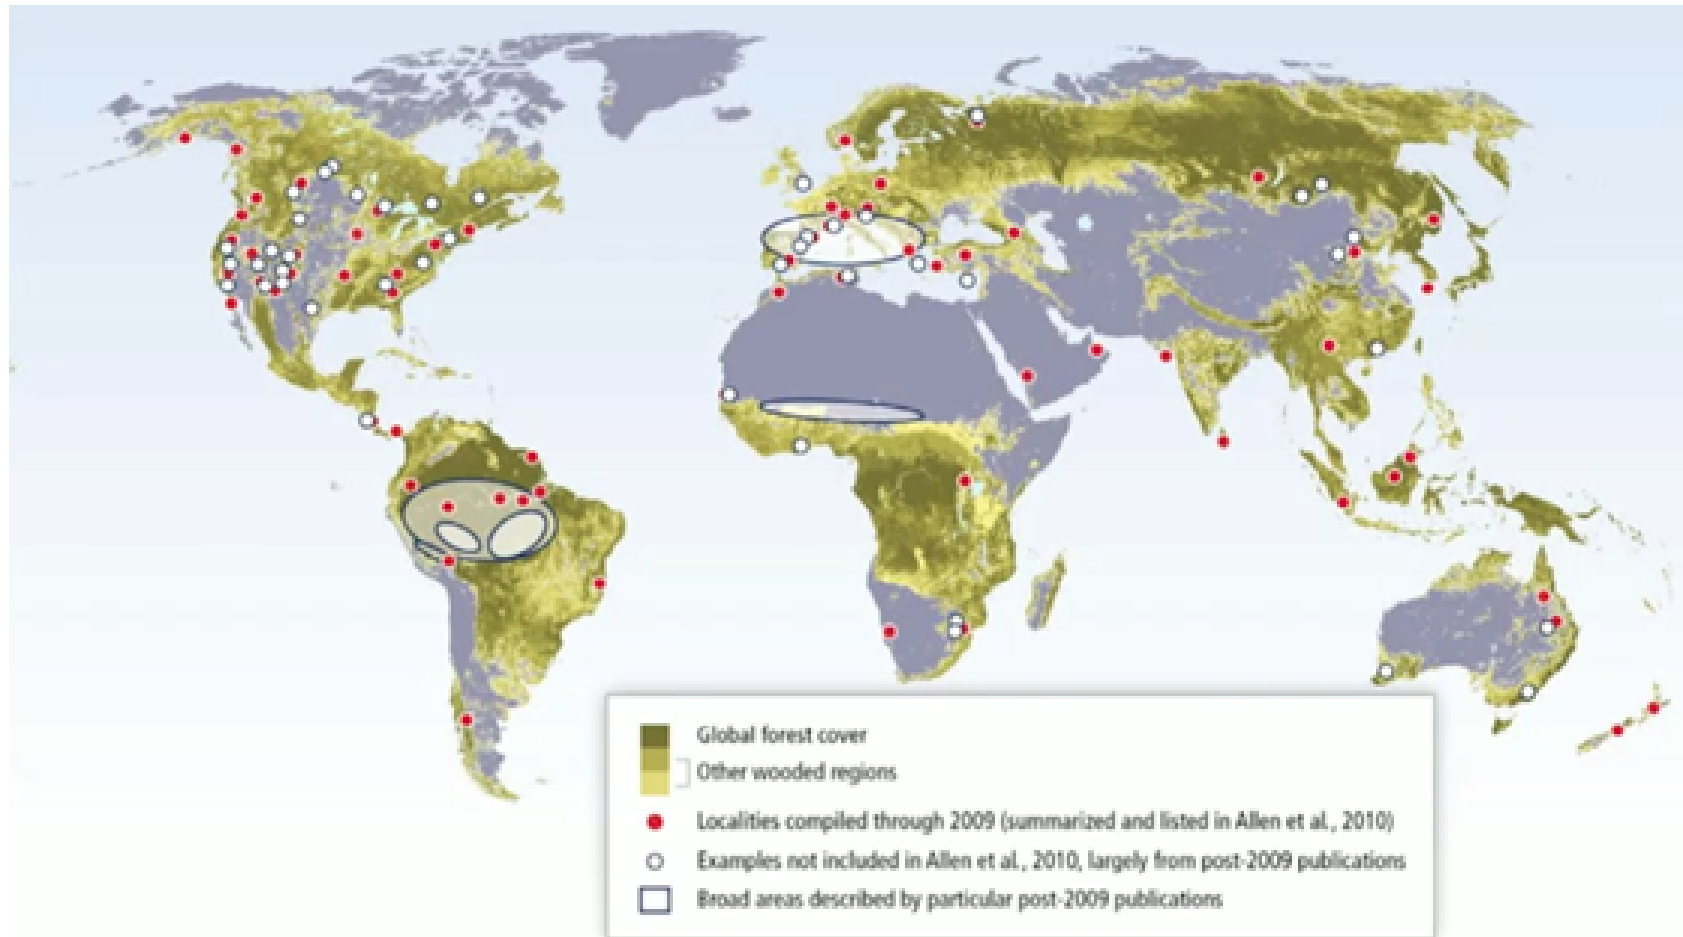 Global forest cover
Other wooded regions
Localities compiled through 2009 (summarized and listed in Allen et al., 2010)
Examples not included in Allen et al., 2010, largely from post-2009 publications
Broad areas described by particular post-2009 publications